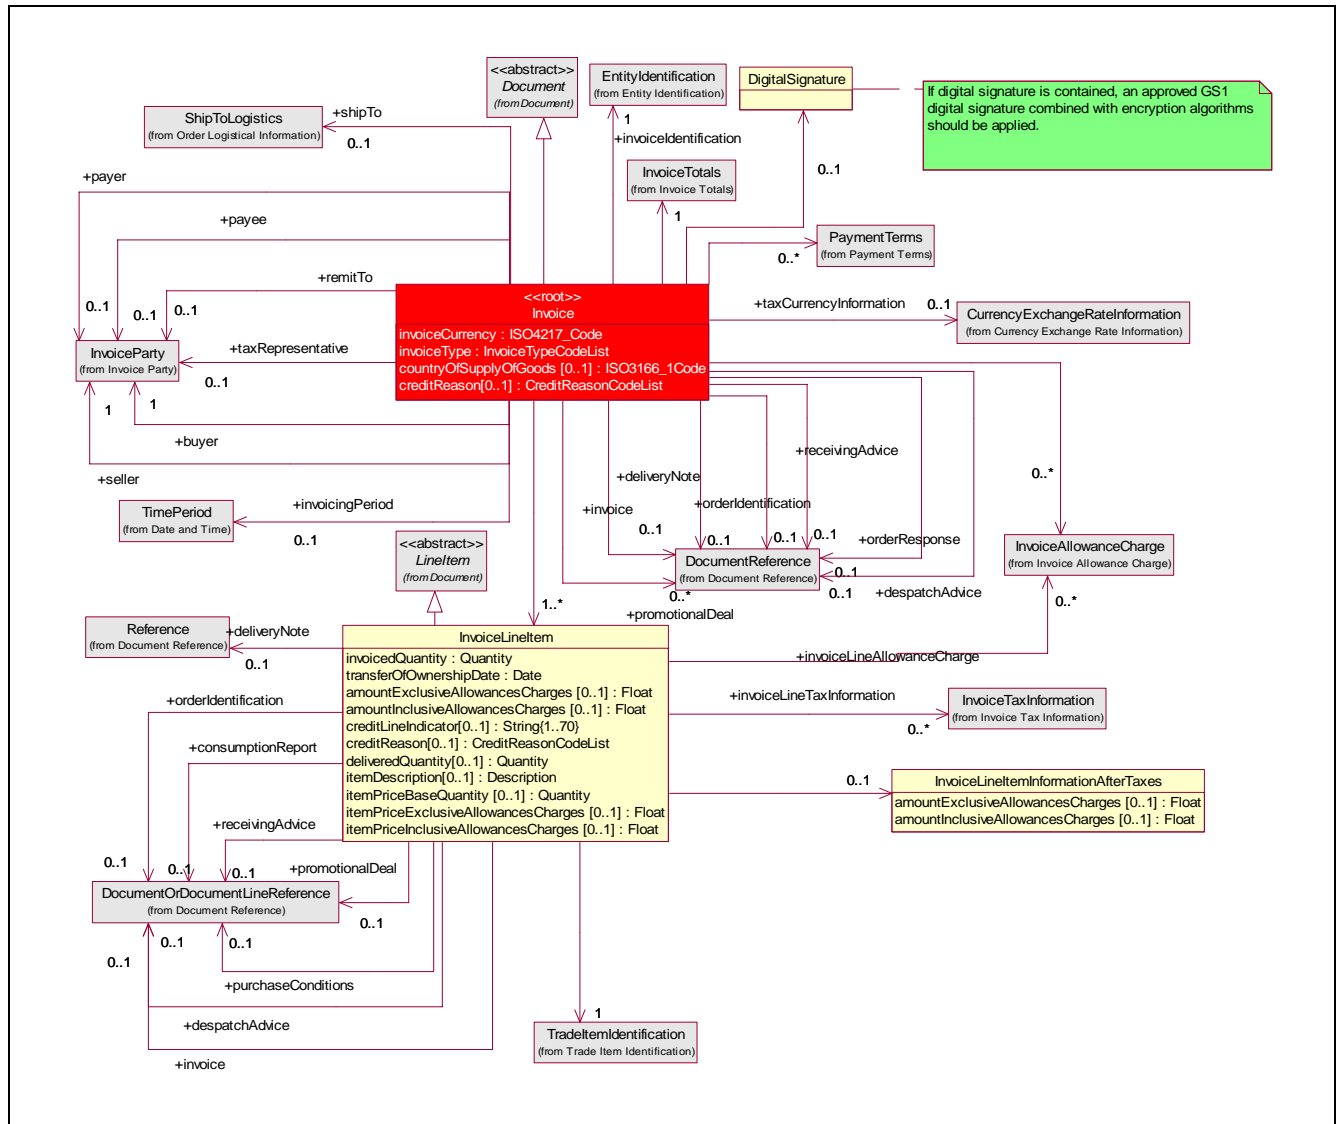 <<abstract>>
Document
(from Document)
EntityIdentification
(from Entity Identification)
1
+invoiceIdentification
DigitalSignature
0..1
If digital signature is contained, an approved GS1
digital signature combined with encryption algorithms
should be applied.
ShipToLogistics
(from Order Logistical Information)
+shipTo
0..1
InvoiceTotals
(from Invoice Totals)
1
+payer
+payee
PaymentTerms
(from Payment Terms)
0..*
+remitTo
0..1
0..1
0..1
<<root>>
Invoice
invoiceCurrency : ISO4217_Code
invoiceType : InvoiceTypeCodeList
countryOfSupplyOfGoods [0..1] : ISO3166_1Code
creditReason[0..1] : CreditReasonCodeList
+taxCurrencyInformation
0..1
CurrencyExchangeRateInformation
(from Currency Exchange Rate Information)
InvoiceParty
(from Invoice Party)
+taxRepresentative
0..1
1
1
+buyer
+seller
TimePeriod
(from Date and Time)
+invoicingPeriod
0..1
+receivingAdvice
+deliveryNote
+orderIdentification
+invoice
0..1
0..1
0..1
0..1
+orderResponse
0..*
DocumentReference
(from Document Reference)
0..1
0..1
0..*
+despatchAdvice
+promotionalDeal
InvoiceAllowanceCharge
(from Invoice Allowance Charge)
0..*
<<abstract>>
LineItem
(from Document)
1..*
Reference
(from Document Reference)
+deliveryNote
0..1
InvoiceLineItem
invoicedQuantity : Quantity
transferOfOwnershipDate : Date
amountExclusiveAllowancesCharges [0..1] : Float
amountInclusiveAllowancesCharges [0..1] : Float
creditLineIndicator[0..1] : String{1..70}
creditReason[0..1] : CreditReasonCodeList
deliveredQuantity[0..1] : Quantity
itemDescription[0..1] : Description
itemPriceBaseQuantity [0..1] : Quantity
itemPriceExclusiveAllowancesCharges [0..1] : Float
itemPriceInclusiveAllowancesCharges [0..1] : Float
+invoiceLineAllowanceCharge
+invoiceLineTaxInformation
0..*
InvoiceTaxInformation
(from Invoice Tax Information)
0..1
InvoiceLineItemInformationAfterTaxes
amountExclusiveAllowancesCharges [0..1] : Float
amountInclusiveAllowancesCharges [0..1] : Float
+orderIdentification
+consumptionReport
+receivingAdvice
0..1
0..1
0..1
+promotionalDeal
DocumentOrDocumentLineReference
(from Document Reference)
0..1
0..1
0..1
0..1
+purchaseConditions
+despatchAdvice
+invoice
1
TradeItemIdentification
(from Trade Item Identification)